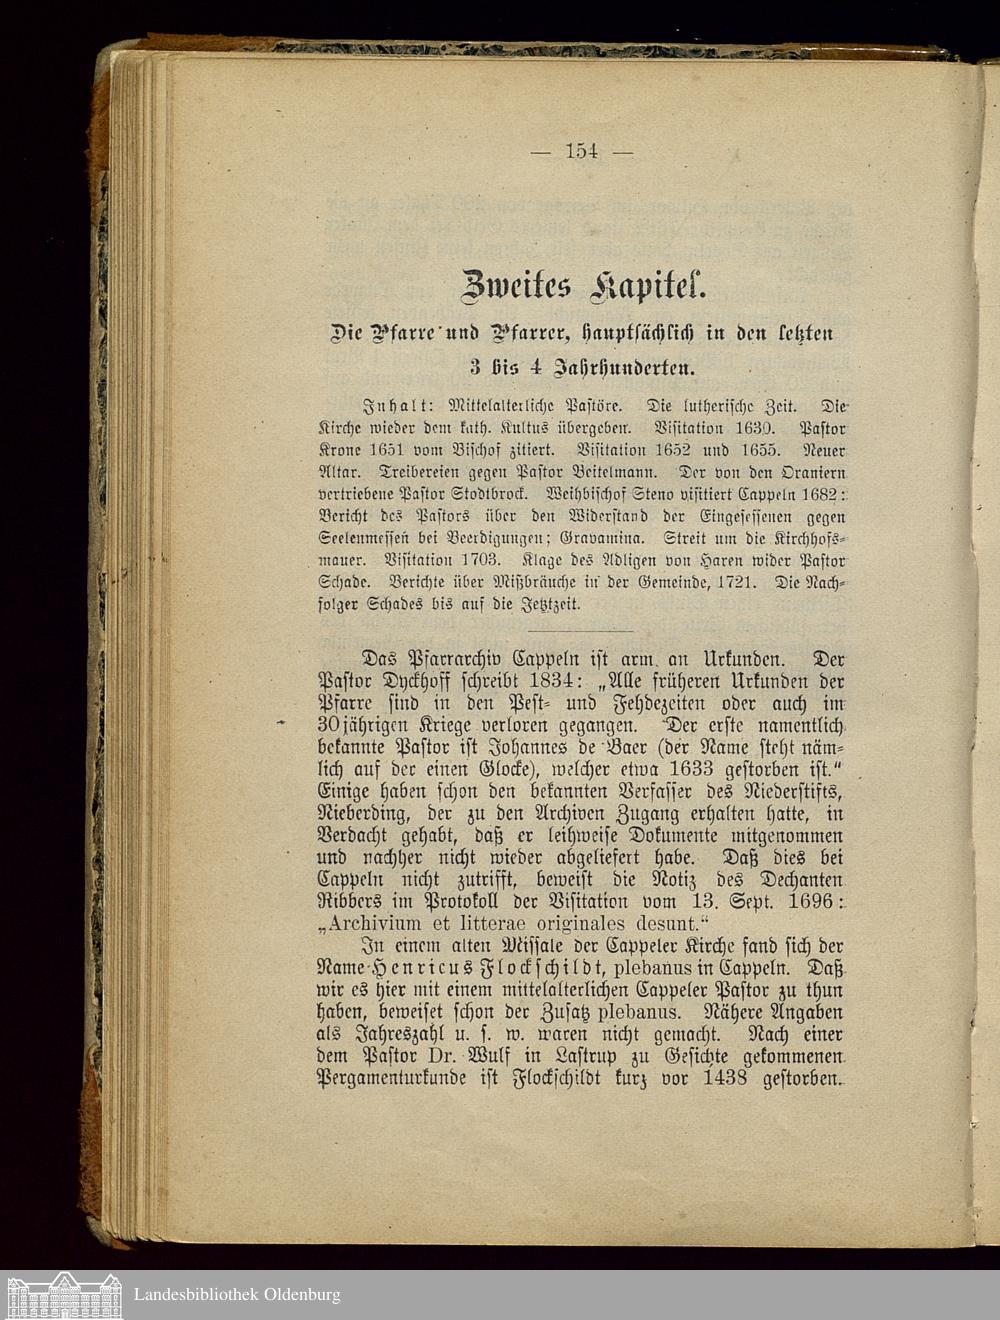 — 154 —
Zweites Kapitel.
Die Pfarre und Pfarrer, hauptsächlich in den letzten
3 bis 4 Jahrhunderten.
Inhalt: Mittelalterliche Pastöre. Die lutherische Zeit. Die
Kirche wieder dem kath. Kultus übergeben. Visitation 1630. Pastor
Krone 1651 vom Bischof zitiert. Visitation 1652 und 1655. Neuer
Altar. Treibereien gegen Pastor Beitelmann. Der von den Oraniern
vertriebene Pastor Stodtbrock. Weihbischof Steno visitiert Cappeln 1682:
Bericht des Pastors über den Widerstand der Eingesessenen gegen
Seelenmessen bei Beerdigungen; Gravamina. Streit um die Kirchhofs-
mauer. Visitation 1703. Klage des Adligen von Haren wider Pastor
Schade. Berichte über Mißbräuche in der Gemeinde, 1721. Die Nach-
folger Schades bis auf die Jetztzeit.
Das Pfarrarchiv Cappeln ist arm an Urkunden. Der
Pastor Dyckhoff schreibt 1834: „Alle früheren Urkunden der
Pfarre sind in den Pest- und Fehdezeiten oder auch im
30jährigen Kriege verloren gegangen. Der erste namentlich
bekannte Pastor ist Johannes de Baer (der Name steht näm-
lich auf der einen Glocke), welcher etwa 1633 gestorben ist.“
Einige haben schon den bekannten Verfasser des Niederstifts,
Nieberding, der zu den Archiven Zugang erhalten hatte, in
Verdacht gehabt, daß er leihweise Dokumente mitgenommen
und nachher nicht wieder abgeliefert habe. Daß dies bei
Cappeln nicht zutrifft, beweist die Notiz des Dechanten
Ribbers im Protokoll der Visitation vom 13. Sept. 1696:
„Archivium et litterae originales desunt.“
In einem alten Missale der Cappeler Kirche fand sich der
Name Henricus Flockschildt, plebanus in Cappeln. Daß
wir es hier mit einem mittelalterlichen Cappeler Pastor zu thun
haben, beweiset schon der Zusatz plebanus. Nähere Angaben
als Jahreszahl u. s. w. waren nicht gemacht. Nach einer
dem Pastor Dr. Wulf in Lastrup zu Gesichte gekommenen
Pergamenturkunde ist Flockschildt kurz vor 1438 gestorben.
Landesbibliothek Oldenburg